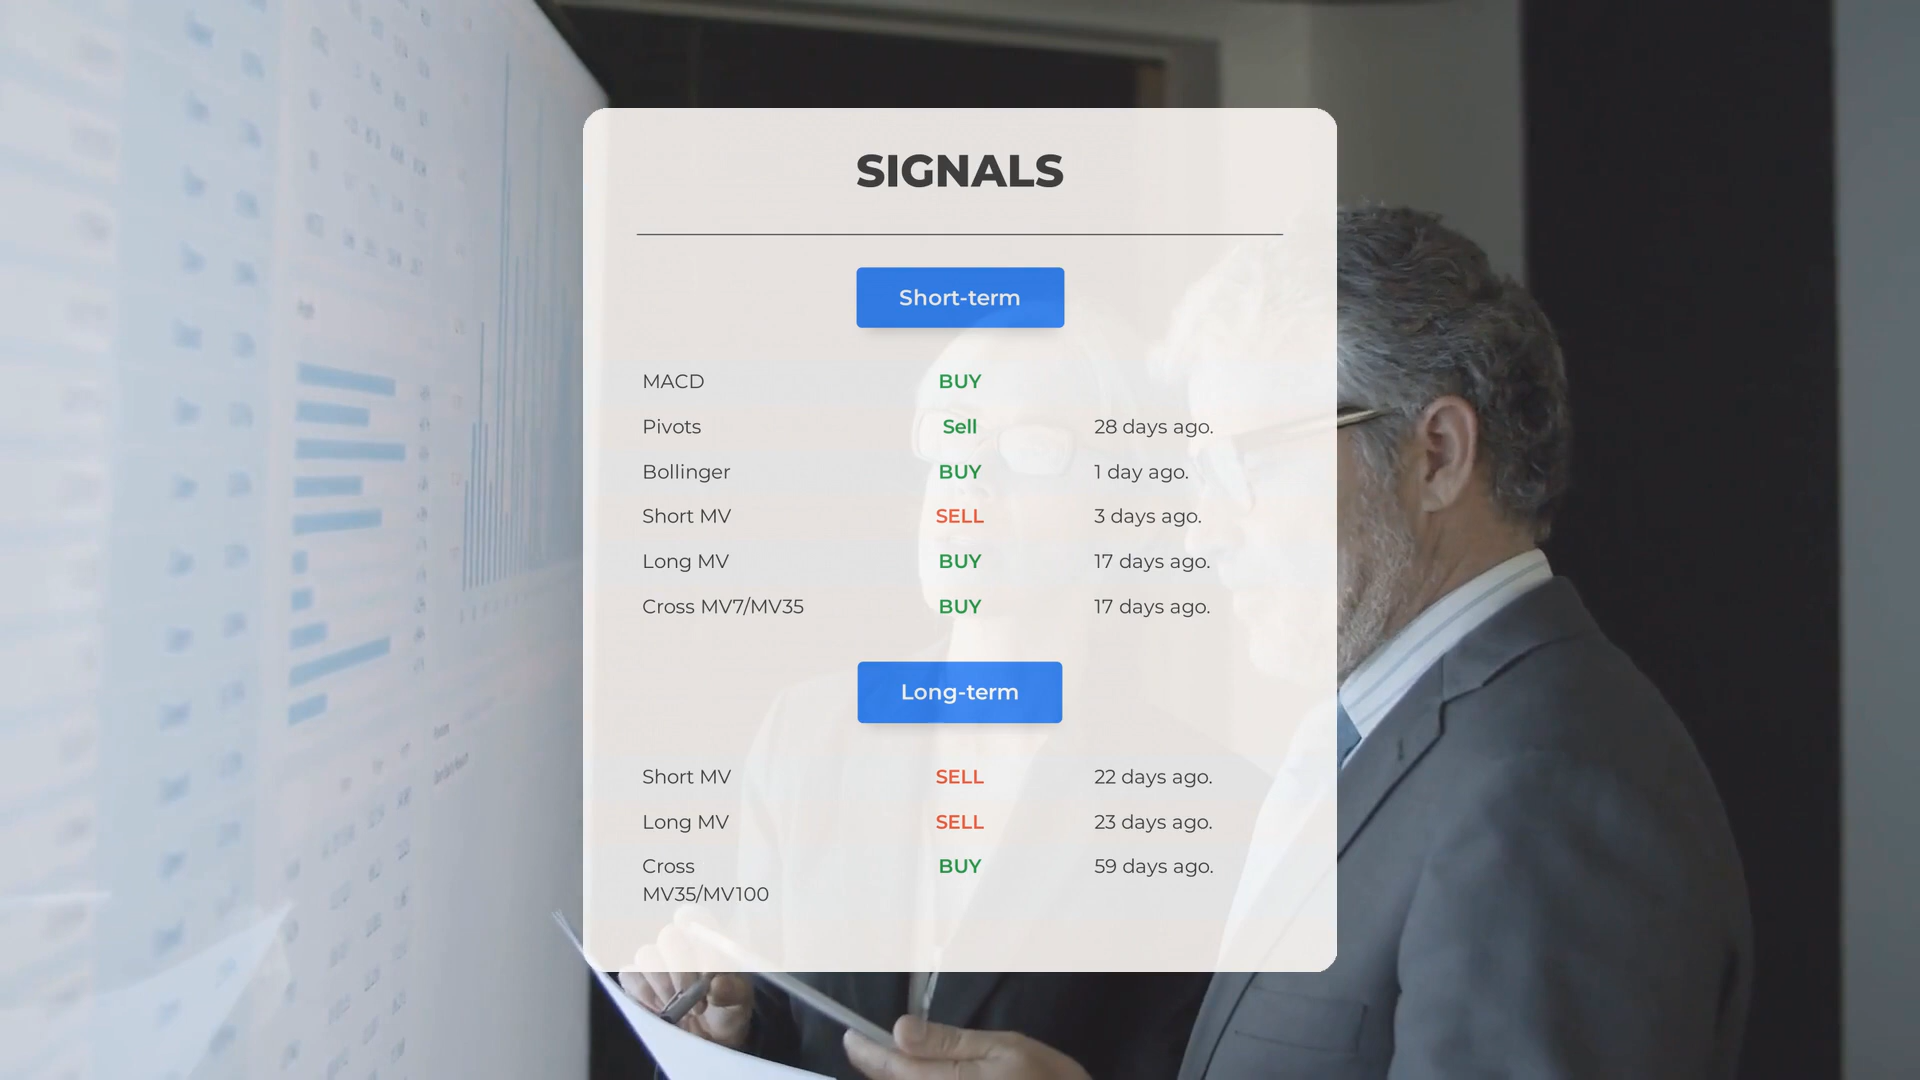 SIGNALS
Short-term
MACD BUY
Pivots Sell 28 days ago.
Bollinger BUY 1 day ago.
Short MV SELL 3 days ago.
Long MV BUY 17 days ago.
Cross MV7/MV35 BUY 17 days ago.
Long-term
Short MV SELL 22 days ago.
Long MV SELL 23 days ago.
Cross BUY 59 days ago.
MV35/MV100